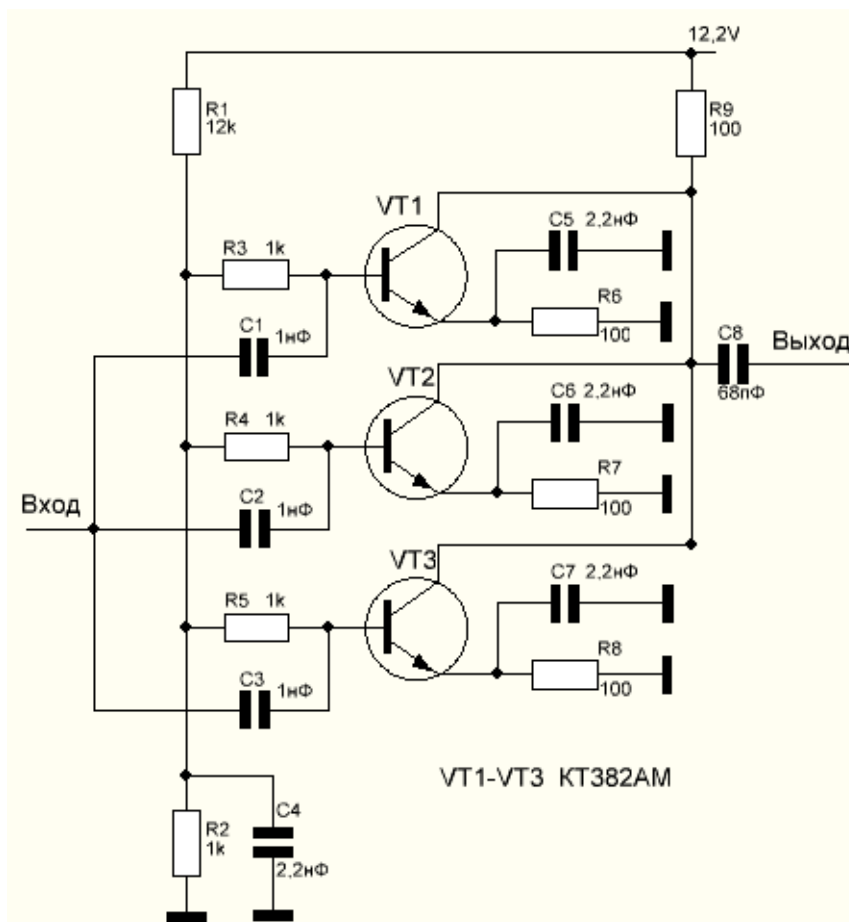 12,2V
R1
12k
R9
100
VT1
C5 2,2нФ
R3 1k
R6
100
C1
1нФ
C8
Выход
68пФ
VT2
C6 2,2нФ
R4 1k
R7
100
Вход
C2
1нФ
VT3
C7 2,2нФ
R5 1k
R8
100
C3
1нФ
VT1-VT3 КТ382АМ
C4
R2
1k
2,2нФ